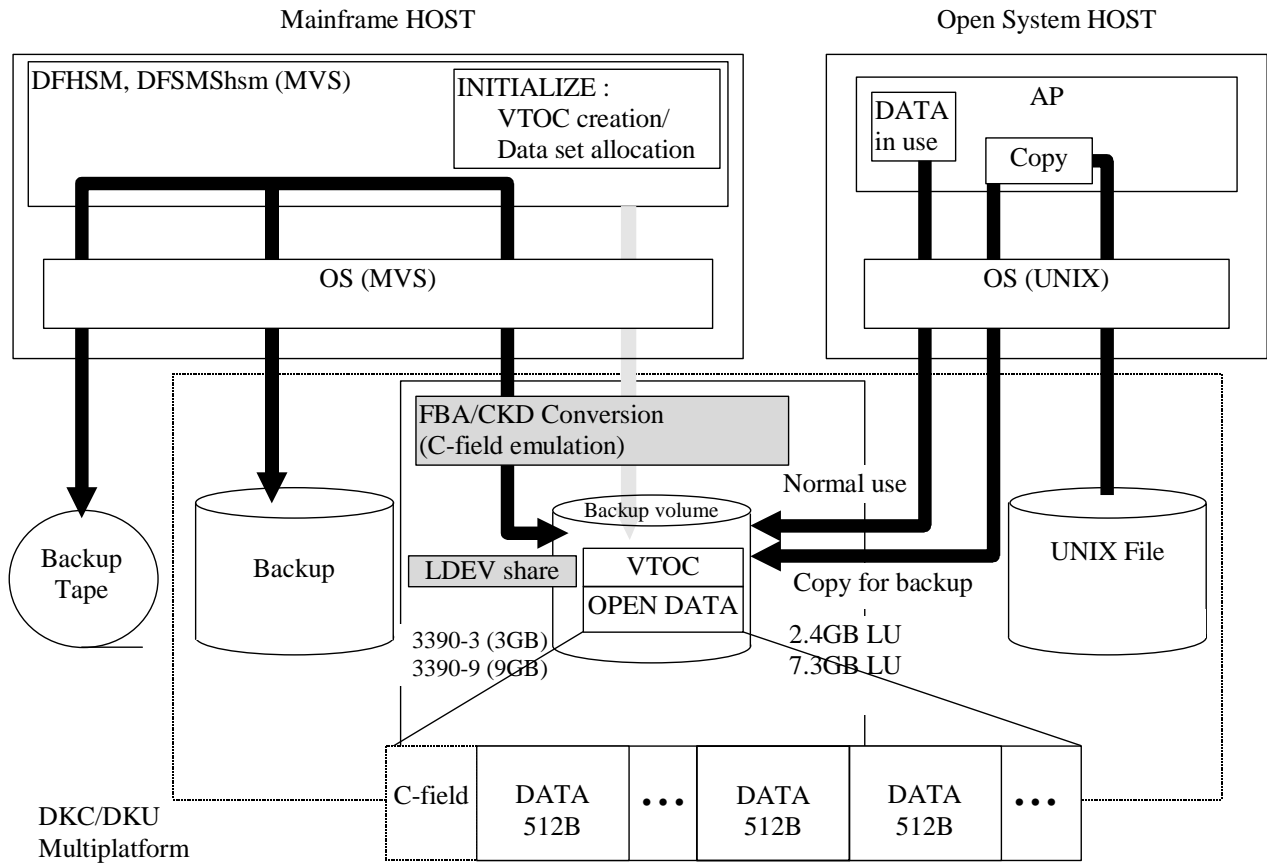 Mainframe HOST
Open System HOST
DFHSM, DFSMShsm (MVS)
INITIALIZE :
VTOC creation/
Data set allocation
AP
DATA
in use
Copy
OS (MVS)
OS (UNIX)
FBA/CKD Conversion
(C-field emulation)
Normal use
Backup volume
Backup
Tape
Backup
LDEV share
VTOC
OPEN DATA
Copy for backup
UNIX File
3390-3 (3GB)
3390-9 (9GB)
2.4GB LU
7.3GB LU
C-field
DATA
512B
•••
DATA
512B
DATA
512B
•••
DKC/DKU
Multiplatform